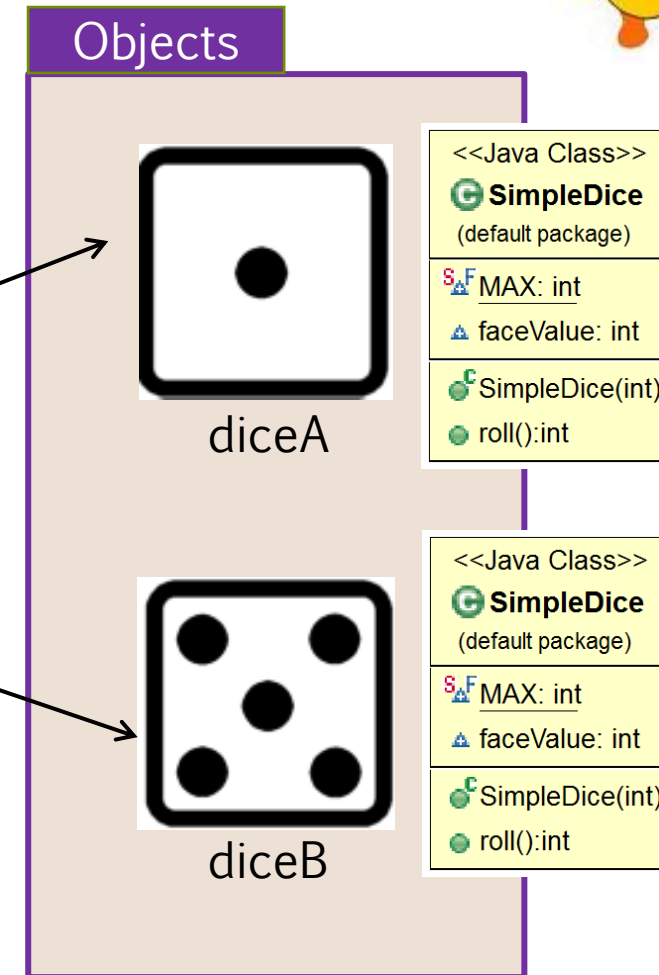 Objects
<<Java Class>>
C SimpleDice
(default package)
S F MAX: int
faceValue: int
C SimpleDice(int)
roll():int
diceA
<<Java Class>>
C SimpleDice
(default package)
S F MAX: int
faceValue: int
C SimpleDice(int)
roll():int
diceB